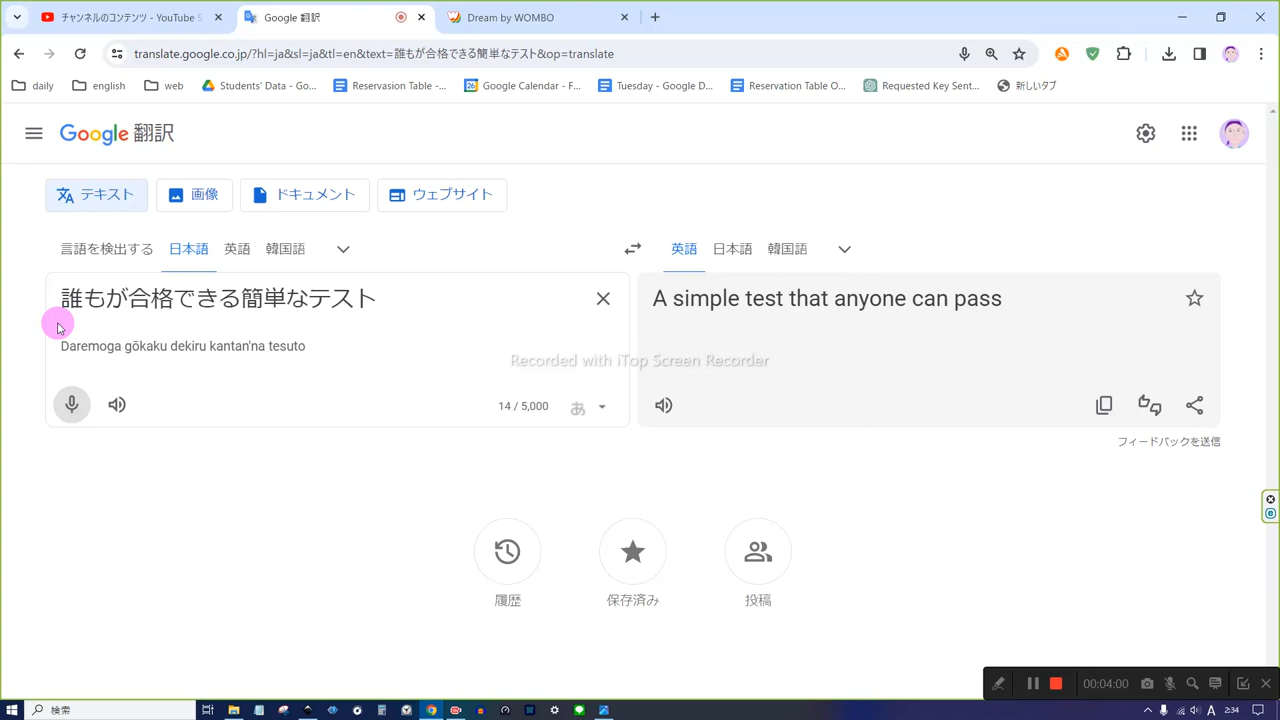 チャンネルのコンテンツ - YouTube S
Google 翻訳
Dream by WOMBO
translate.google.co.jp/?hl=ja&sl=ja&tl=en&text=誰もが合格できる簡単なテスト&op=translate
daily
english
web
Students' Data - Go...
Reservasion Table -...
Google Calendar - F...
Tuesday - Google D...
Reservation Table O...
Requested Key Sent...
新しいタブ
Google 翻訳
テキスト
画像
ドキュメント
ウェブサイト
言語を検出する
日本語
英語
韓国語
英語
日本語
韓国語
誰もが合格できる簡単なテスト
A simple test that anyone can pass
Daremoga gōkaku dekiru kantan'na tesuto
Recorded with iTop Screen Recorder
14 / 5,000
あ
フィードバックを送信
履歴
保存済み
投稿
00:04:00
検索
A
2:34